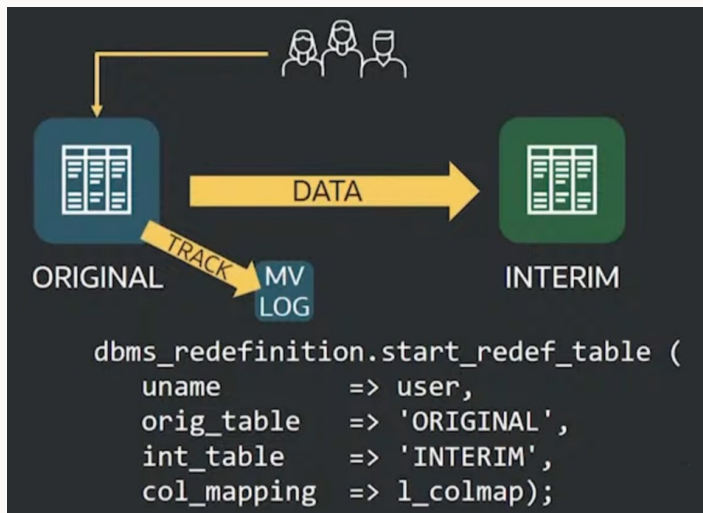 DATA
TRACK
ORIGINAL
INTERIM
MV
LOG
dbms_redefinition.start_redef_table (
uname => user,
orig_table => 'ORIGINAL',
int_table => 'INTERIM',
col_mapping => l_colmap);